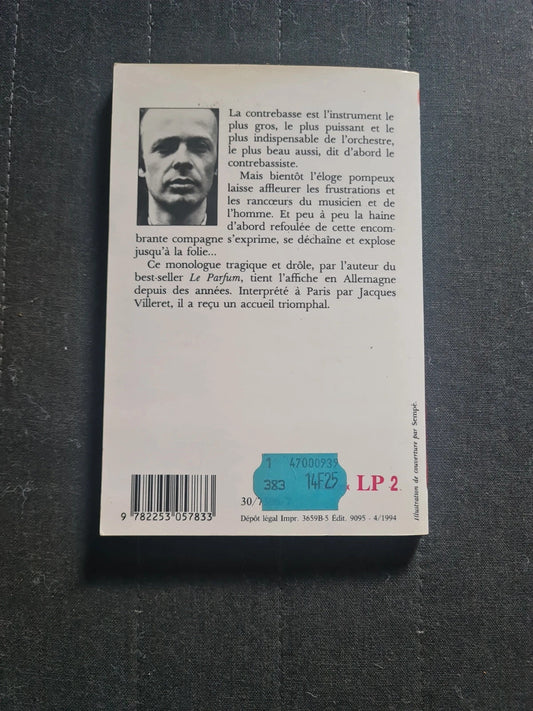 La contrebasse est l'instrument le
plus gros, le plus puissant et le
plus indispensable de l'orchestre,
le plus beau aussi, dit d'abord le
contrebassiste.
Mais bientôt l'éloge pompeux
laisse affleurer les frustrations et
les rancœurs du musicien et de
l'homme. Et peu à peu la haine
d'abord refoulée de cette encom-
brante compagne s'exprime, se déchaîne et explose
jusqu'à la folie...
Ce monologue tragique et drôle, par l'auteur du
best-seller Le Parfum, tient l'affiche en Allemagne
depuis des années. Interprété à Paris par Jacques
Villeret, il a reçu un accueil triomphal.
1 47000935
383 14F25
LP 2
30/7
9 782253 057833
Dépôt légal Impr. 3659B-5 Édit. 9095 - 4/1994
Illustration de couverture par Sempé.